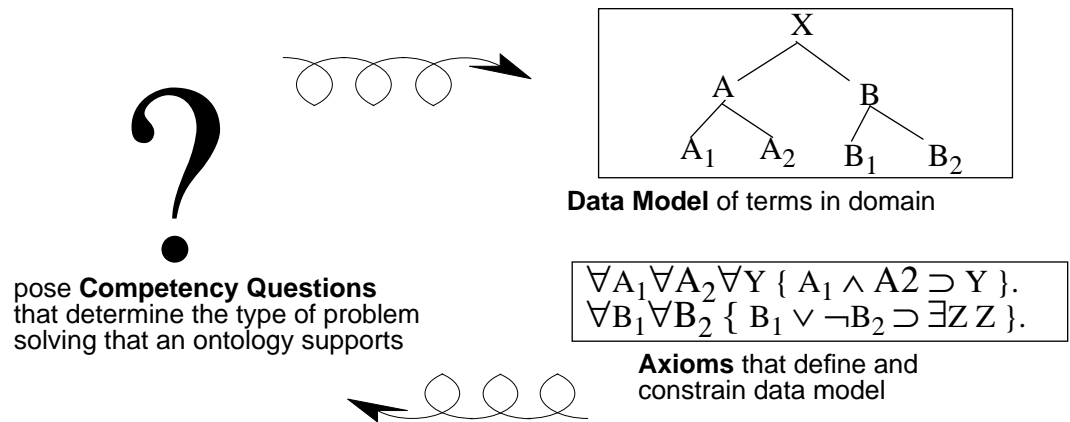 ?
X
A B
A₁ A₂ B₁ B₂
Data Model of terms in domain
pose Competency Questions
that determine the type of problem
solving that an ontology supports
∀A₁∀A₂∀Y { A₁ ∧ A2 ⊃ Y }.
∀B₁∀B₂ { B₁ ∨ ¬B₂ ⊃ ∃Z Z }.
Axioms that define and
constrain data model